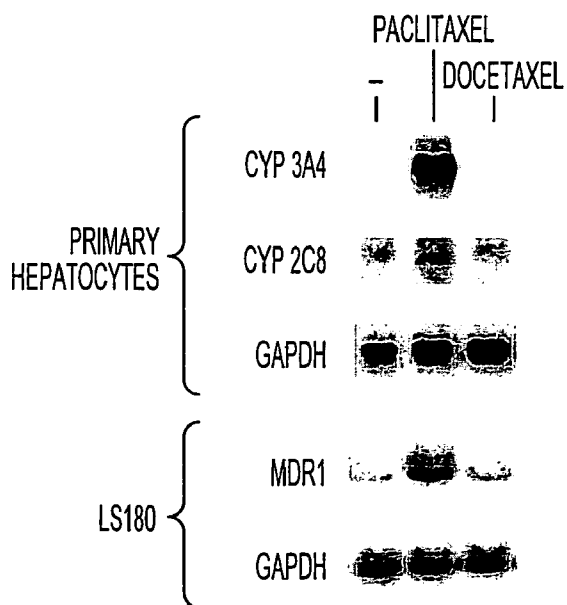 PACLITAXEL
– DOCETAXEL
CYP 3A4
PRIMARY
HEPATOCYTES
CYP 2C8
GAPDH
MDR1
LS180
GAPDH